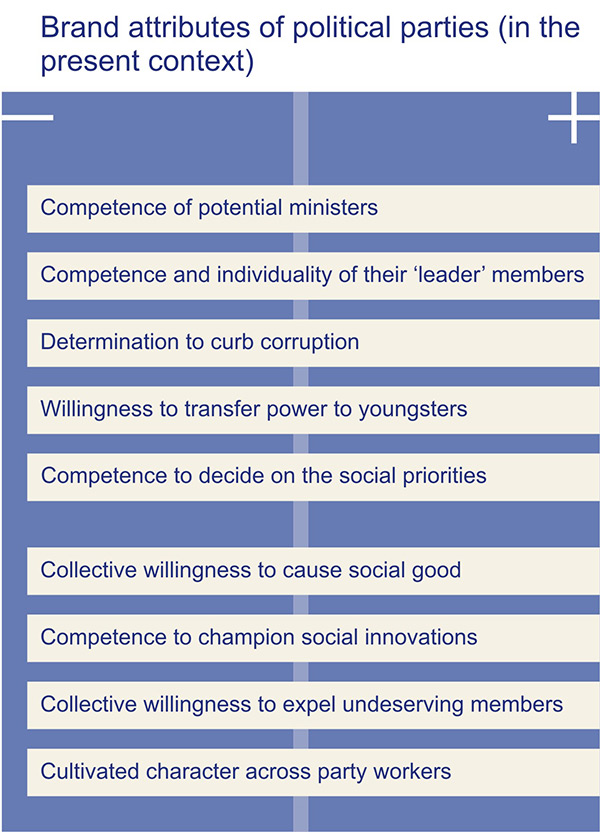 Brand attributes of political parties (in the
present context)
Competence of potential ministers
Competence and individuality of their ‘leader’ members
Determination to curb corruption
Willingness to transfer power to youngsters
Competence to decide on the social priorities
Collective willingness to cause social good
Competence to champion social innovations
Collective willingness to expel undeserving members
Cultivated character across party workers